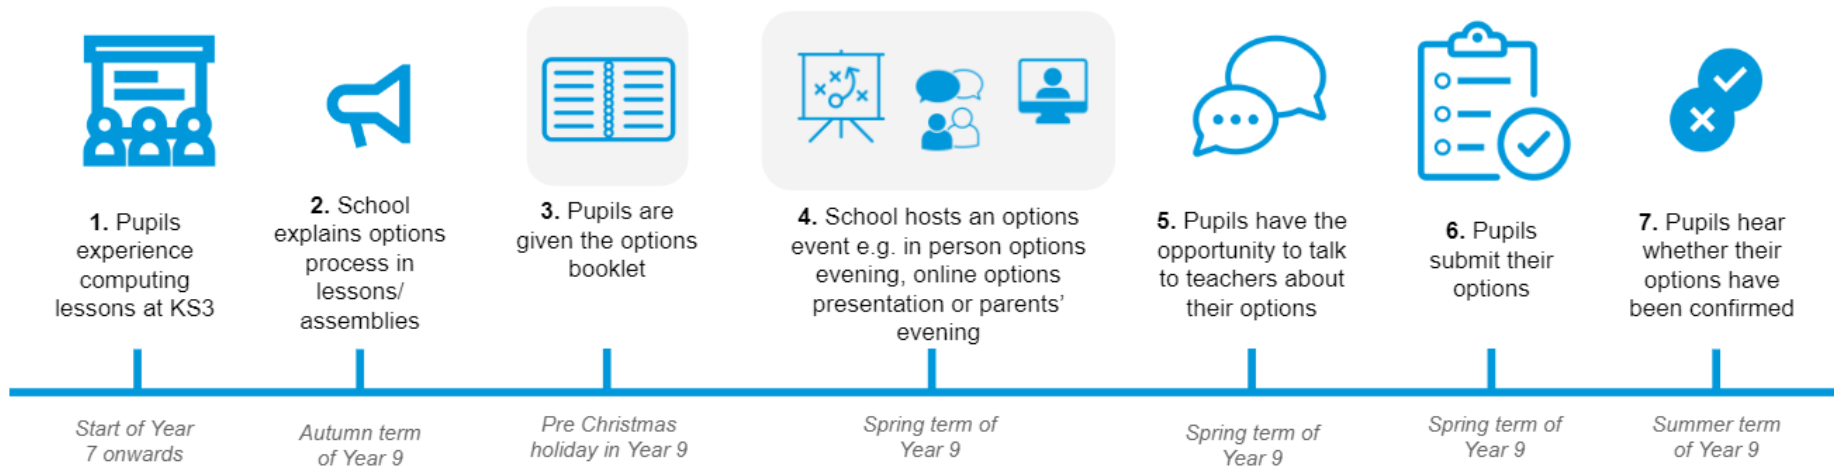 1. Pupils
experience
computing
lessons at KS3
2. School
explains options
process in
lessons/
assemblies
3. Pupils are
given the options
booklet
4. School hosts an options
event e.g. in person options
evening, online options
presentation or parents’
evening
5. Pupils have the
opportunity to talk
to teachers about
their options
6. Pupils
submit their
options
7. Pupils hear
whether their
options have
been confirmed
Start of Year
7 onwards
Autumn term
of Year 9
Pre Christmas
holiday in Year 9
Spring term of
Year 9
Spring term of
Year 9
Spring term of
Year 9
Summer term
of Year 9